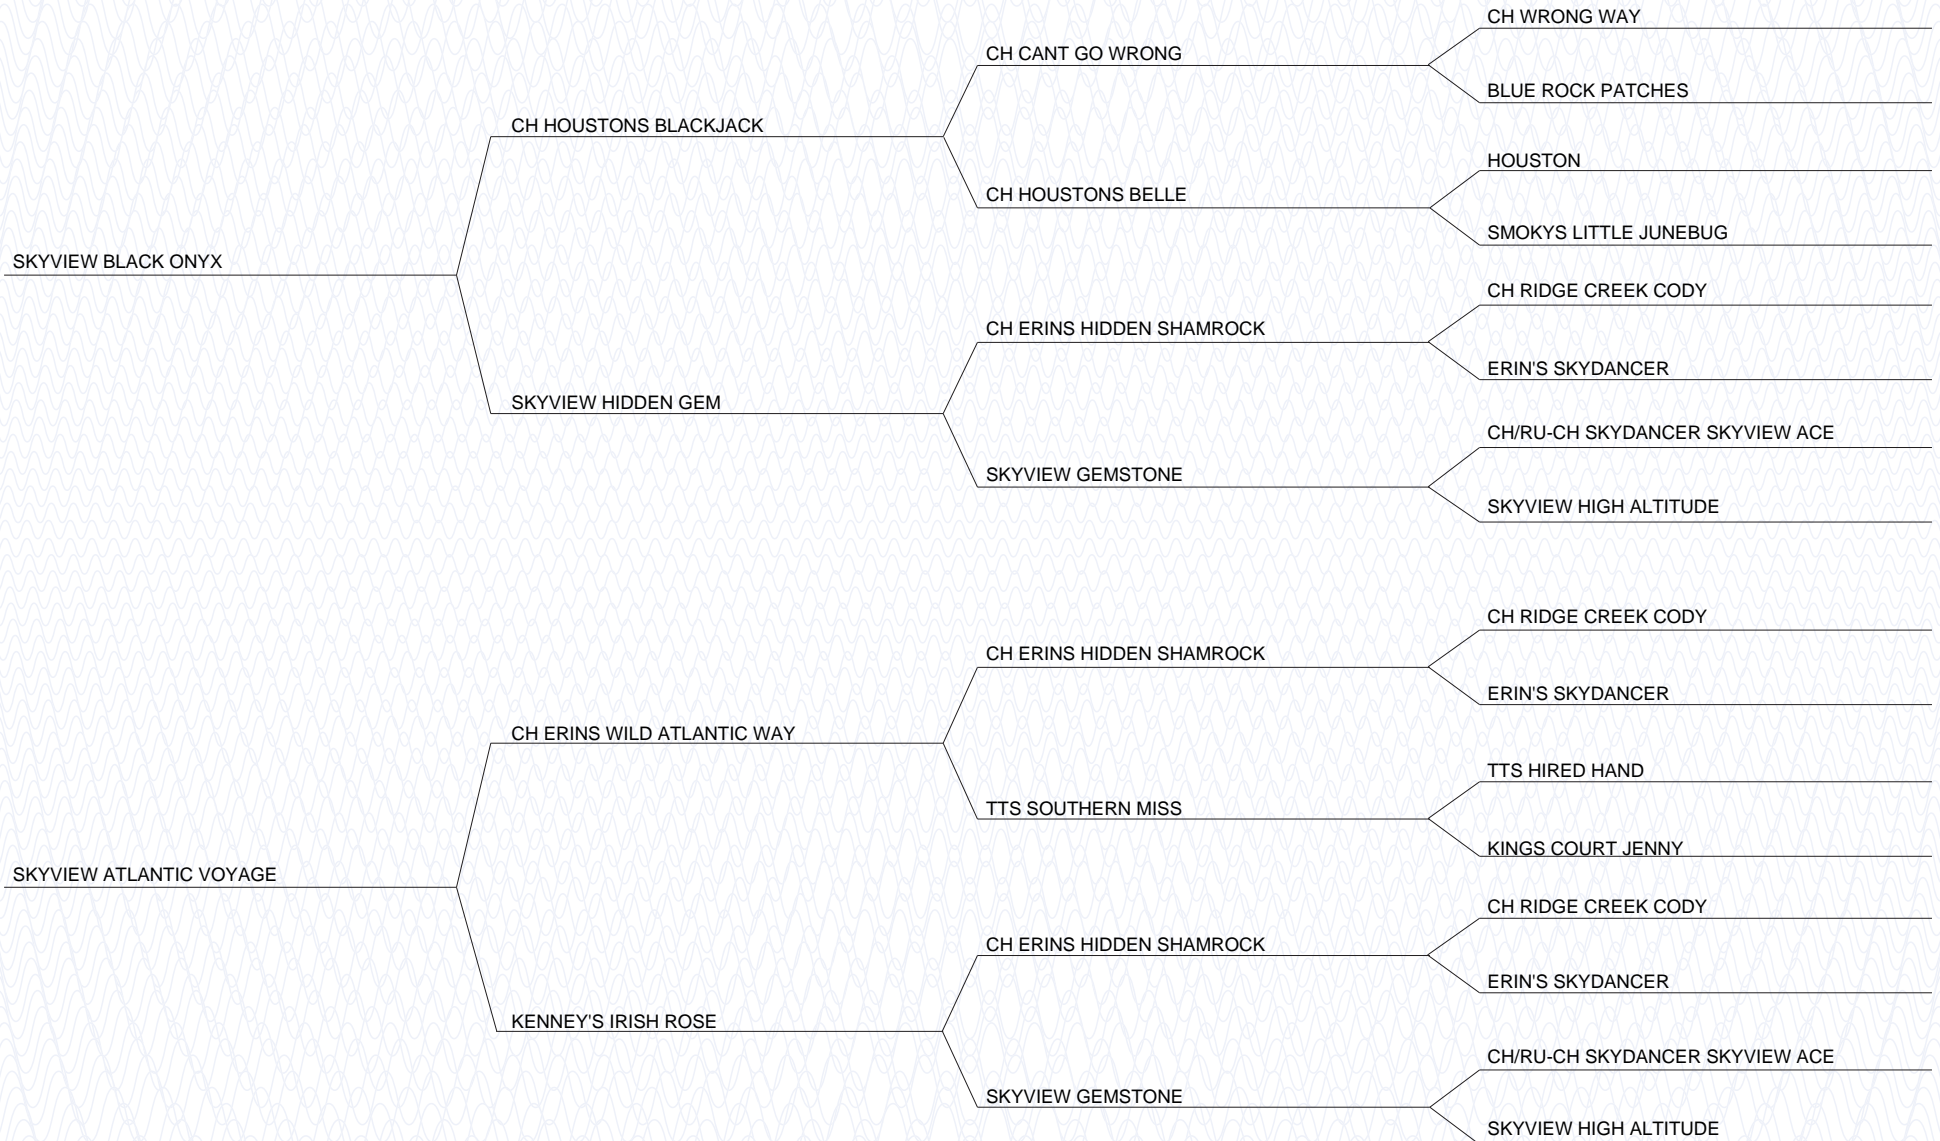 CH WRONG WAY
CH CANT GO WRONG
BLUE ROCK PATCHES
CH HOUSTONS BLACKJACK
HOUSTON
CH HOUSTONS BELLE
SMOKYS LITTLE JUNEBUG
SKYVIEW BLACK ONYX
CH RIDGE CREEK CODY
CH ERINS HIDDEN SHAMROCK
ERIN'S SKYDANCER
SKYVIEW HIDDEN GEM
CH/RU-CH SKYDANCER SKYVIEW ACE
SKYVIEW GEMSTONE
SKYVIEW HIGH ALTITUDE
CH RIDGE CREEK CODY
CH ERINS HIDDEN SHAMROCK
ERIN'S SKYDANCER
CH ERINS WILD ATLANTIC WAY
TTS HIRED HAND
TTS SOUTHERN MISS
KINGS COURT JENNY
SKYVIEW ATLANTIC VOYAGE
CH RIDGE CREEK CODY
CH ERINS HIDDEN SHAMROCK
ERIN'S SKYDANCER
KENNEY'S IRISH ROSE
CH/RU-CH SKYDANCER SKYVIEW ACE
SKYVIEW GEMSTONE
SKYVIEW HIGH ALTITUDE